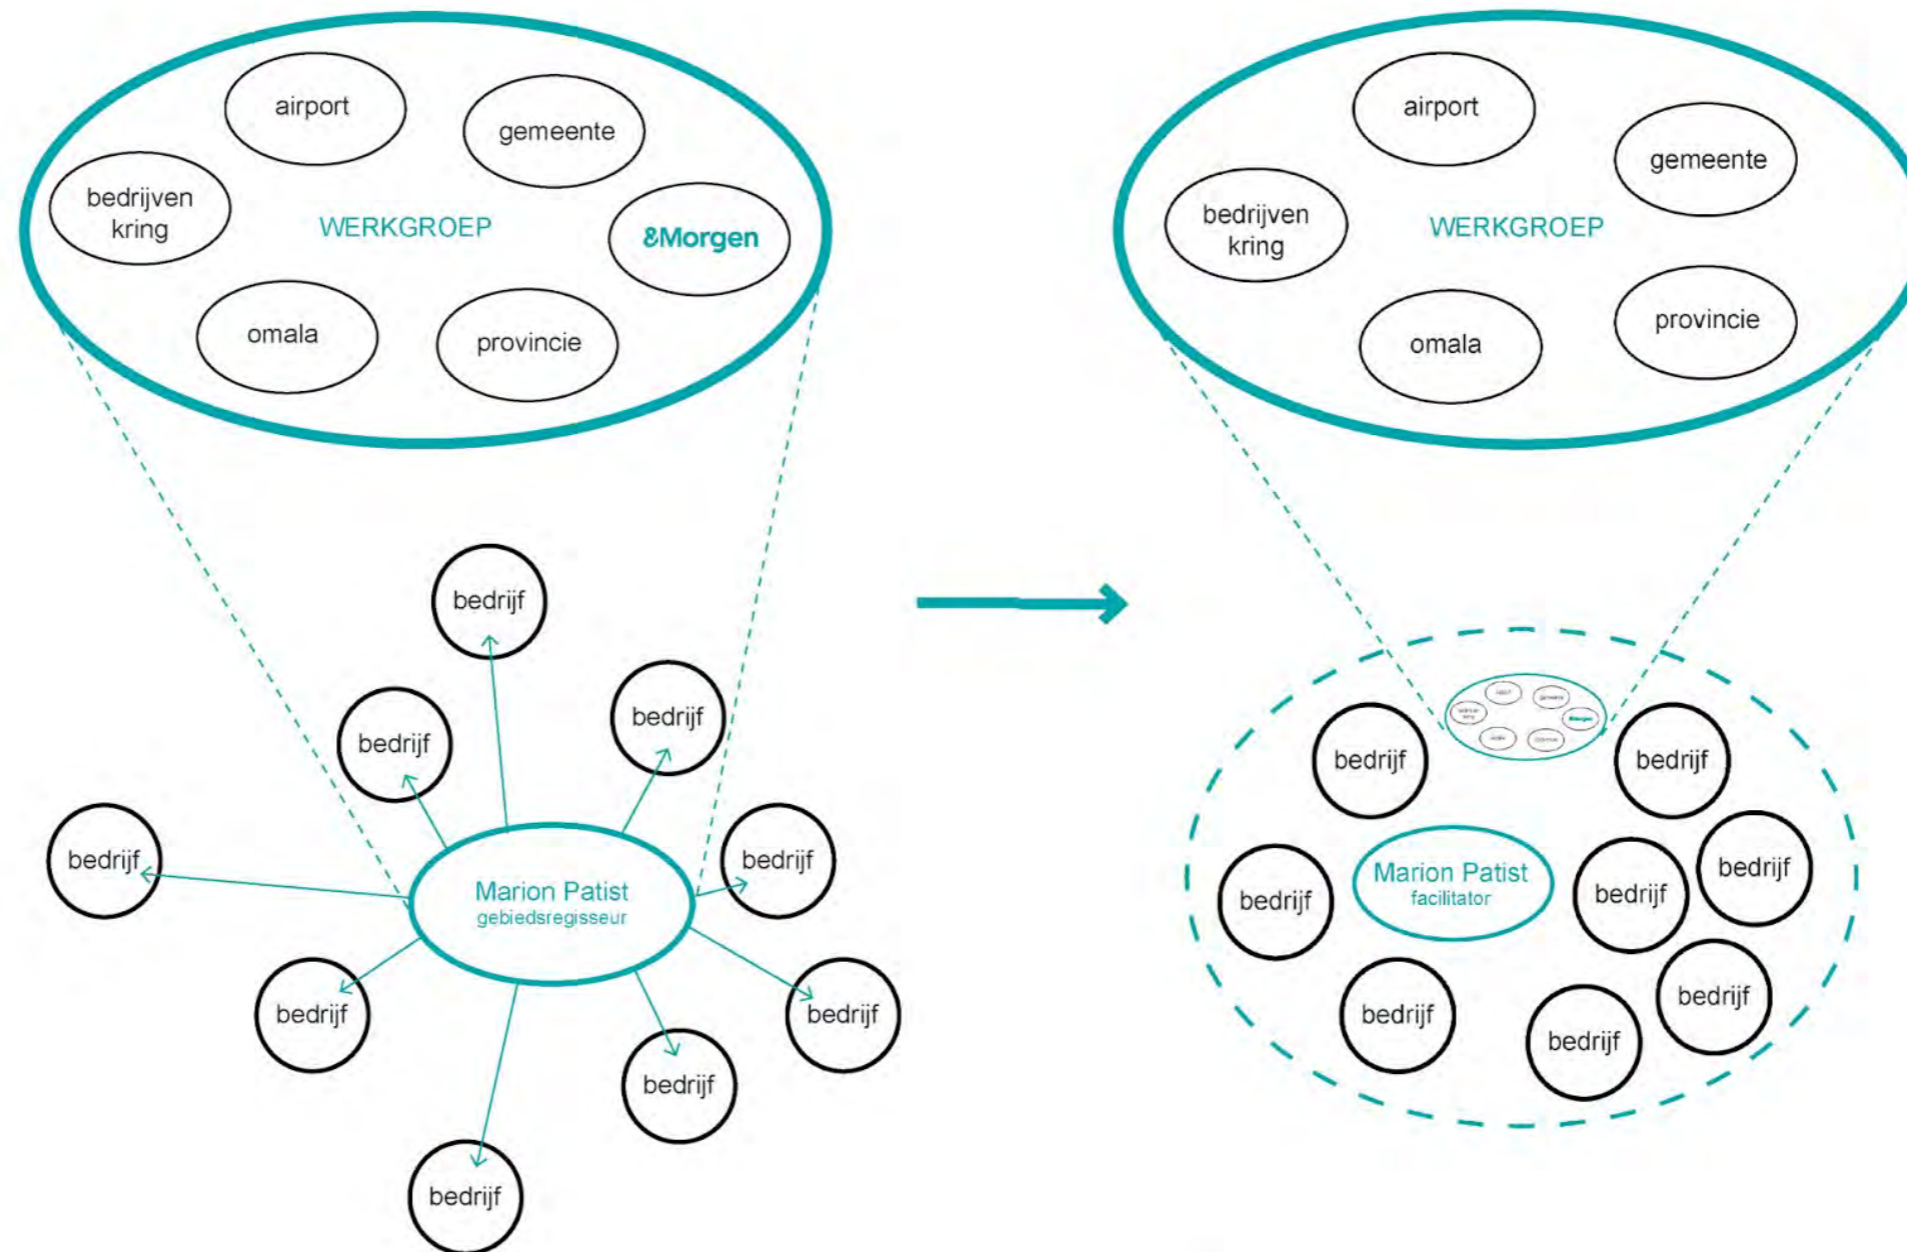 airport
gemeente
bedrijven
kring
WERKGROEP
&Morgen
omala
provincie
bedrijf
bedrijf
bedrijf
bedrijf
bedrijf
Marion Patist
gebiedsregisseur
bedrijf
bedrijf
bedrijf
bedrijf
airport
gemeente
bedrijven
kring
WERKGROEP
omala
provincie
bedrijf
bedrijf
bedrijf
Marion Patist
facilitator
bedrijf
bedrijf
bedrijf
bedrijf
bedrijf